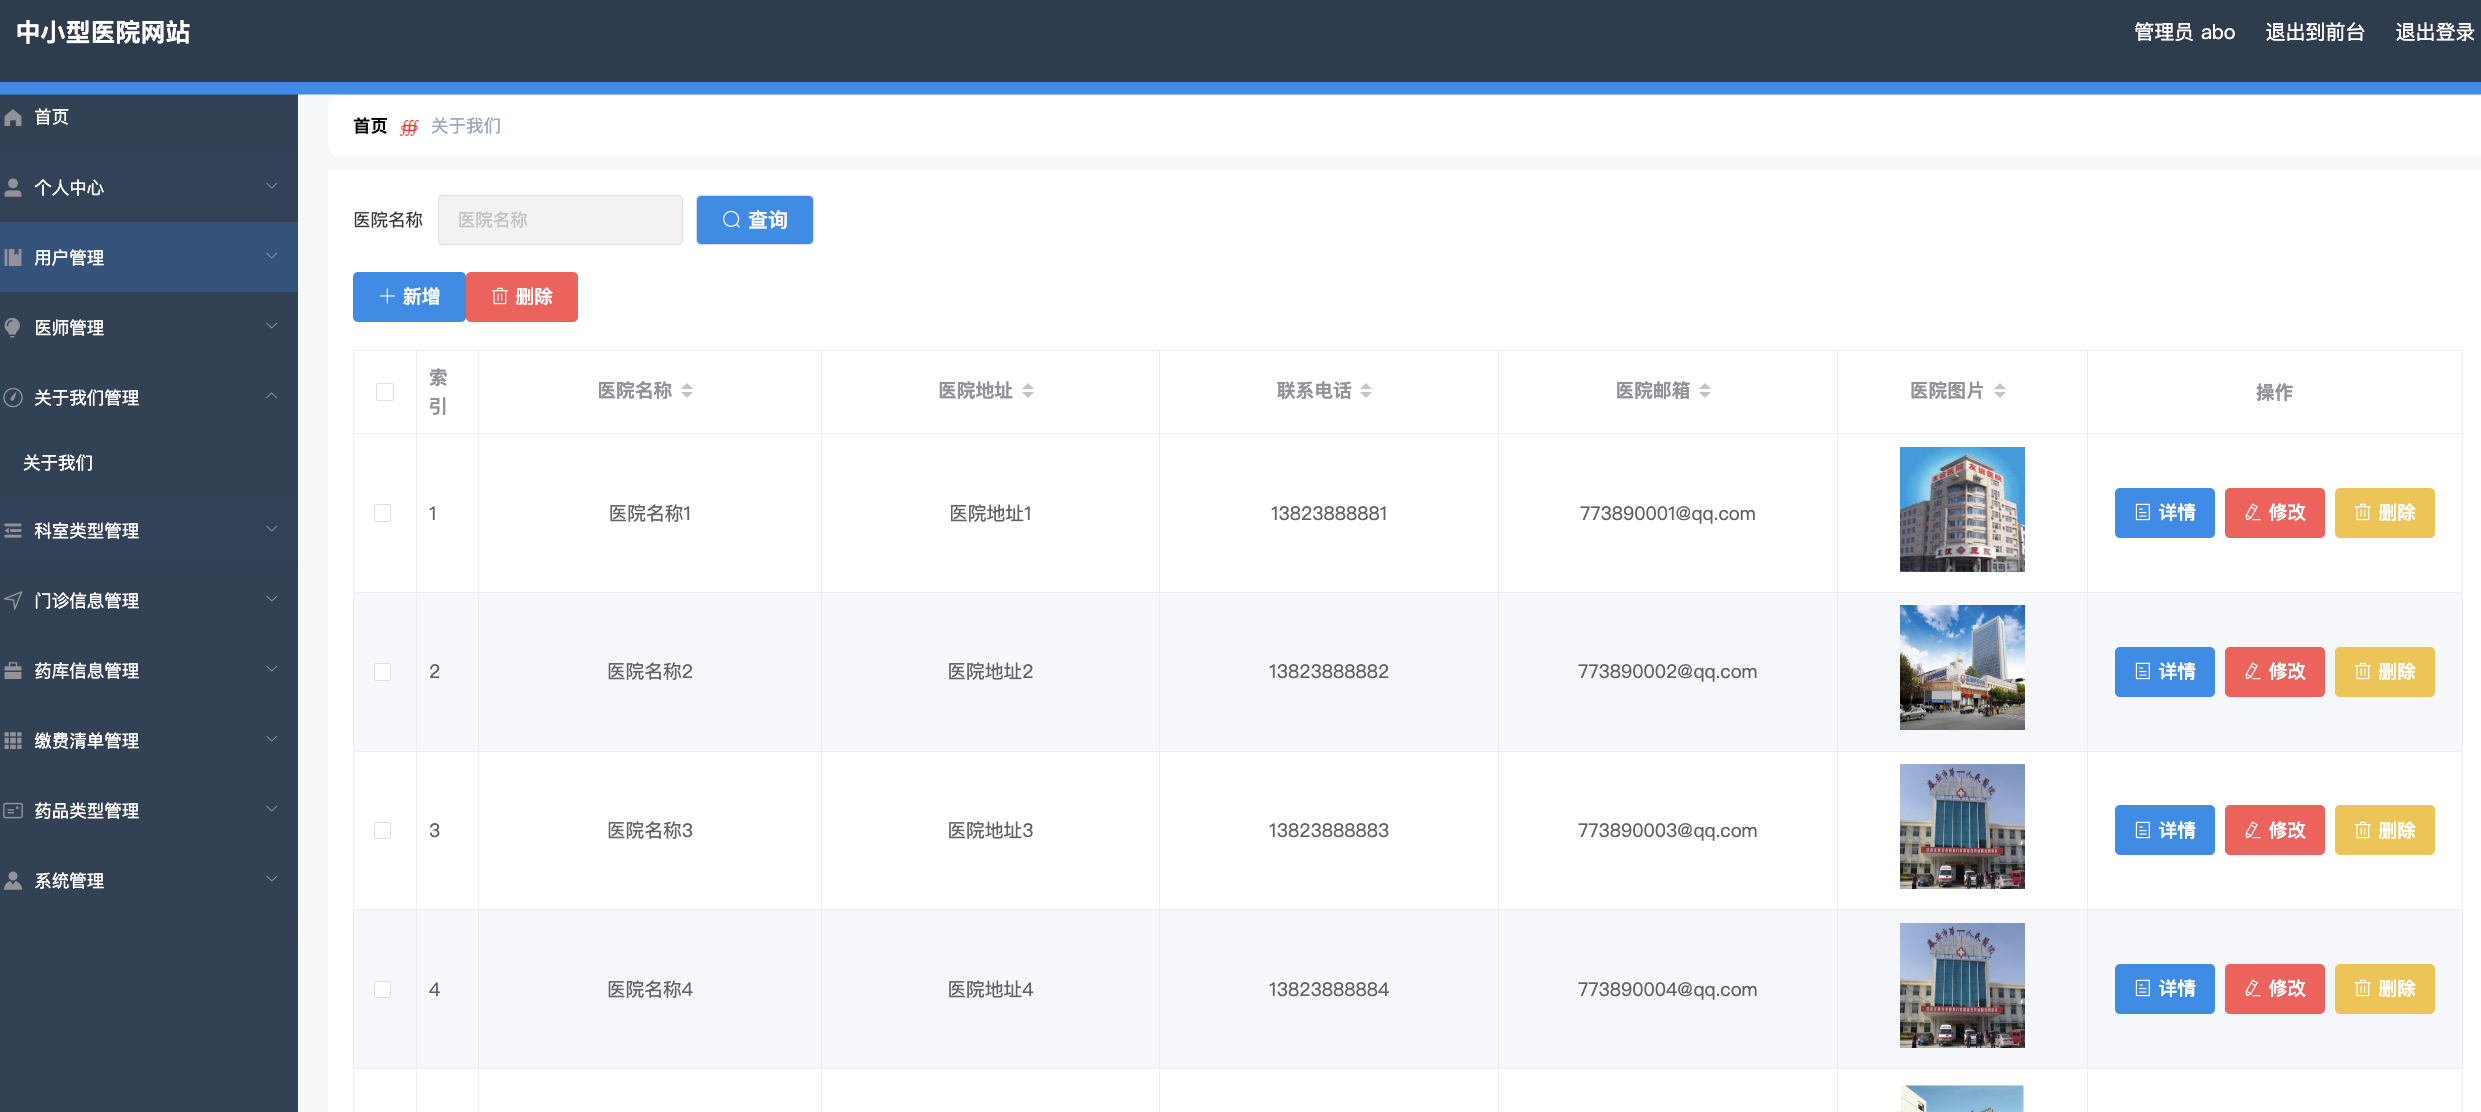 中小型医院网站
管理员 abo 退出到前台 退出登录
首页
个人中心
用户管理
医师管理
关于我们管理
关于我们
科室类型管理
门诊信息管理
药库信息管理
缴费清单管理
药品类型管理
系统管理
首页 关于我们
医院名称 医院名称 查询
新增 删除
索引 医院名称 医院地址 联系电话 医院邮箱 医院图片 操作
1 医院名称1 医院地址1 13823888881 773890001@qq.com 详情 修改 删除
2 医院名称2 医院地址2 13823888882 773890002@qq.com 详情 修改 删除
3 医院名称3 医院地址3 13823888883 773890003@qq.com 详情 修改 删除
4 医院名称4 医院地址4 13823888884 773890004@qq.com 详情 修改 删除